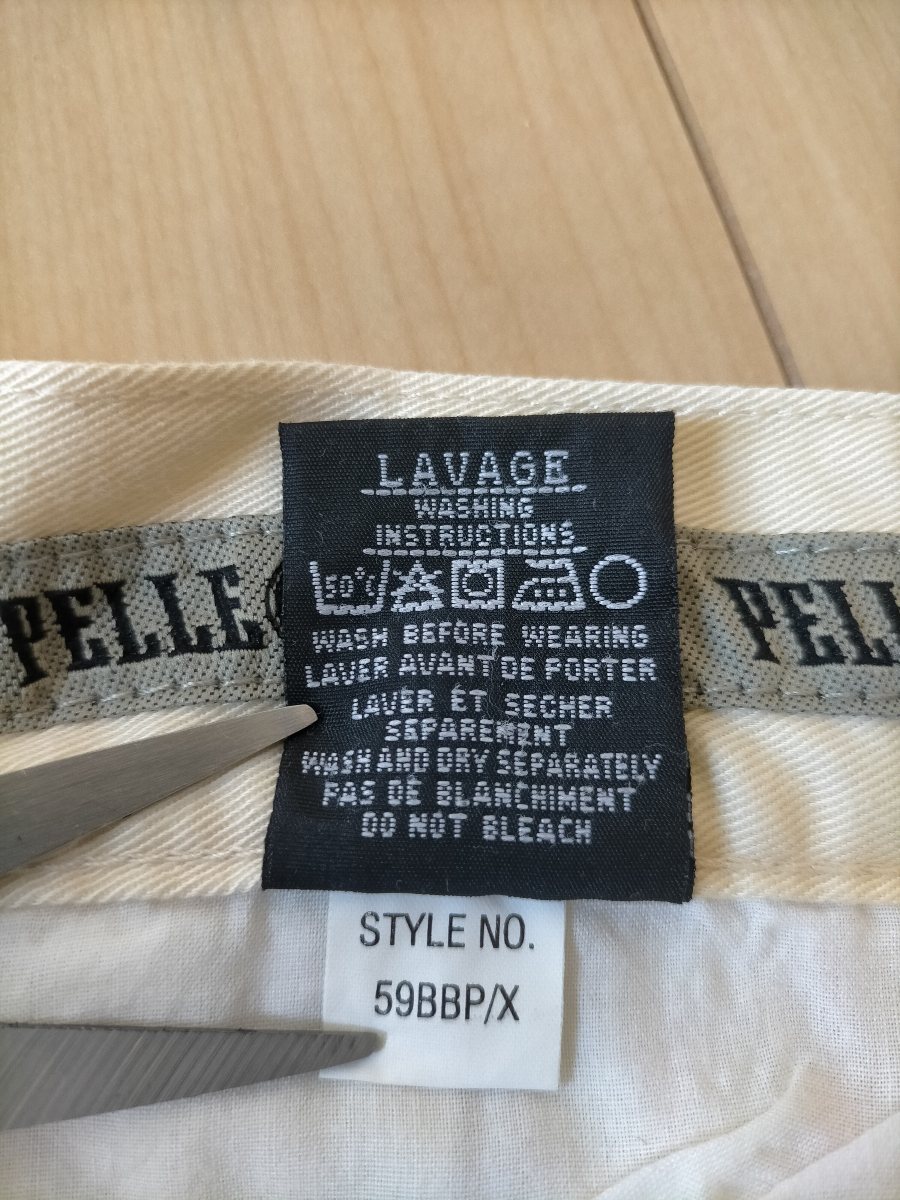 LAVAGE
WASHING
INSTRUCTIONS
50°C
WASH BEFORE WEARING
LAVER AVANT DE PORTER
LAVER ET SECHER
SEPAREMENT
WASH AND DRY SEPARATELY
PAS DE BLANCHIMENT
DO NOT BLEACH
PELLE
PELL
STYLE NO.
59BBP/X